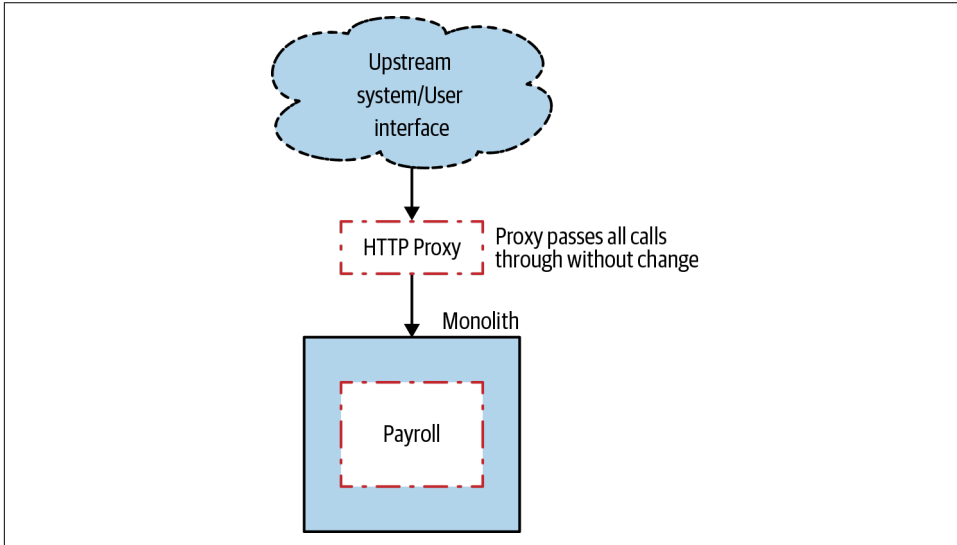 Upstream
system/User
interface
HTTP Proxy
Proxy passes all calls
through without change
Monolith
Payroll